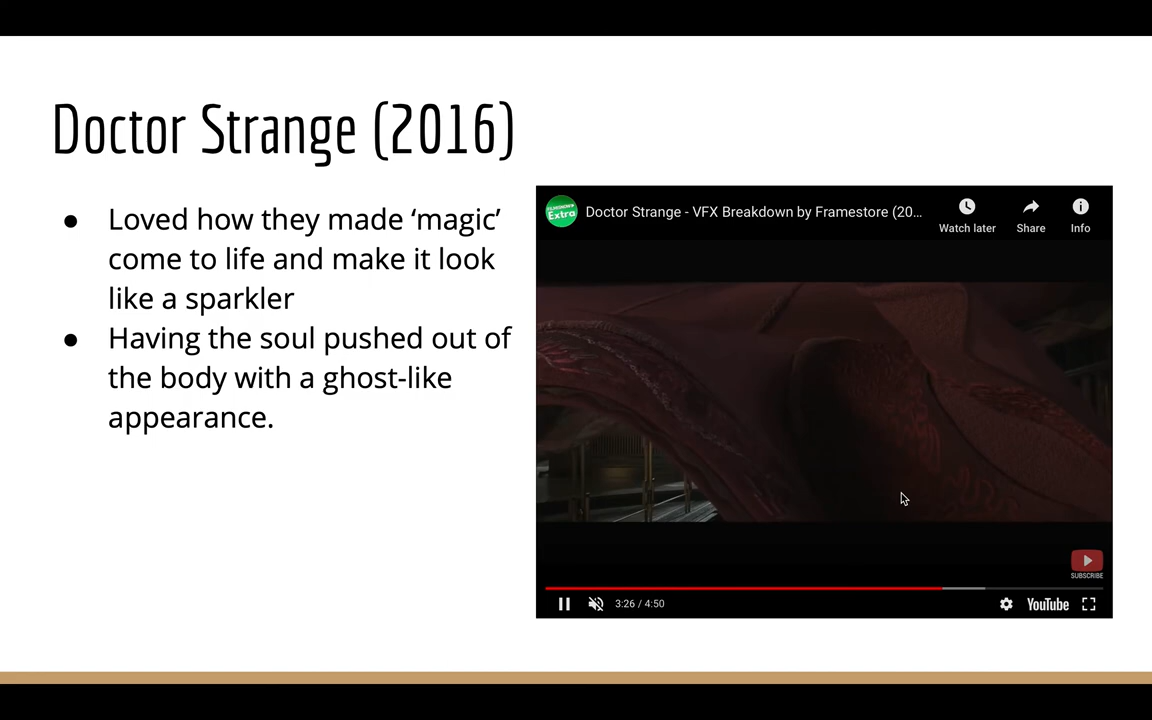 Doctor Strange (2016)
● Loved how they made ‘magic’
come to life and make it look
like a sparkler
● Having the soul pushed out of
the body with a ghost-like
appearance.
Extra
Doctor Strange - VFX Breakdown by Framestore (20...
Watch later
Share
Info
SUBSCRIBE
3:26 / 4:50
YouTube